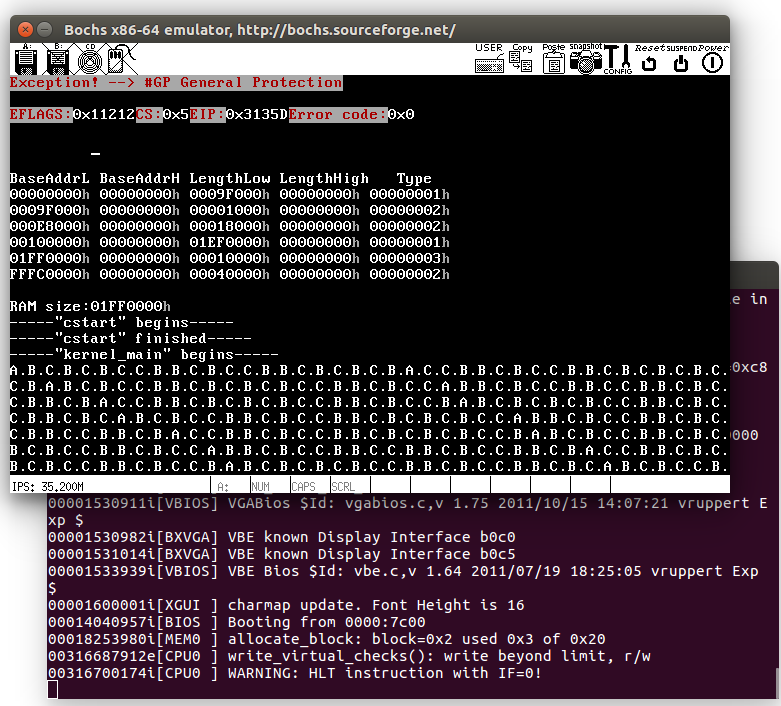 Bochs x86-64 emulator, http://bochs.sourceforge.net/
A: B: CD USER Copy Paste snapshot CONFIG Reset SUSPEND Power
Exception! --> #GP General Protection
EFLAGS:0x11212CS:0x5EIP:0x3135DError code:0x0
_
BaseAddrL BaseAddrH LengthLow LengthHigh Type
00000000h 00000000h 0009F000h 00000000h 00000001h
0009F000h 00000000h 00001000h 00000000h 00000002h
000E8000h 00000000h 00018000h 00000000h 00000002h
00100000h 00000000h 01EF0000h 00000000h 00000001h
01FF0000h 00000000h 00010000h 00000000h 00000003h
FFFC0000h 00000000h 00040000h 00000000h 00000002h
RAM size:01FF0000h
-----"cstart" begins-----
-----"cstart" finished-----
-----"kernel_main" begins-----
A.B.C.B.C.B.C.C.B.B.C.B.C.B.C.B.C.B.C.B.C.B.A.C.C.B.C.B.C.B.C.B.C.B.C.B.C.B.C.B.
C.B.A.B.C.B.C.B.C.B.C.B.C.C.B.B.C.B.C.B.C.B.C.C.A.B.C.B.C.B.C.B.C.B.C.B.C.B.C.B.
C.B.C.B.C.A.C.B.C.B.C.B.C.B.C.B.C.B.C.B.C.B.C.B.B.A.B.C.B.C.B.C.B.C.B.C.B.C.B.C.
C.B.C.B.C.C.A.B.C.B.C.C.B.B.C.B.C.B.C.B.C.B.C.B.C.B.C.B.A.B.C.B.C.B.C.B.C.B.C.B.
C.B.C.B.C.B.B.C.B.A.C.C.B.B.C.B.C.B.C.B.C.B.C.B.C.B.C.B.B.A.B.C.B.C.B.C.B.C.B.C.
B.C.B.C.B.C.B.C.B.C.B.A.B.C.B.C.B.C.B.C.B.C.B.C.B.C.B.C.B.C.B.C.A.C.B.C.B.C.B.C.
B.C.B.C.B.C.B.C.B.C.B.C.A.B.C.B.C.B.C.B.C.B.C.B.C.B.C.B.C.B.C.B.C.A.C.B.C.B.C.B.
IPS: 35,200M A: NUM CAPS SCRL
e in
0xc8
0000
00001530911i[VBIOS] VGABios $Id: vgabios.c,v 1.75 2011/10/15 14:07:21 vruppert E
xp $
00001530982i[BXVGA] VBE known Display Interface b0c0
00001531014i[BXVGA] VBE known Display Interface b0c5
00001533939i[VBIOS] VBE Bios $Id: vbe.c,v 1.64 2011/07/19 18:25:05 vruppert Exp
$
00001600001i[XGUI ] charmap update. Font Height is 16
00014040957i[BIOS ] Booting from 0000:7c00
00018253980i[MEM0 ] allocate_block: block=0x2 used 0x3 of 0x20
00316687912e[CPU0 ] write_virtual_checks(): write beyond limit, r/w
00316700174i[CPU0 ] WARNING: HLT instruction with IF=0!